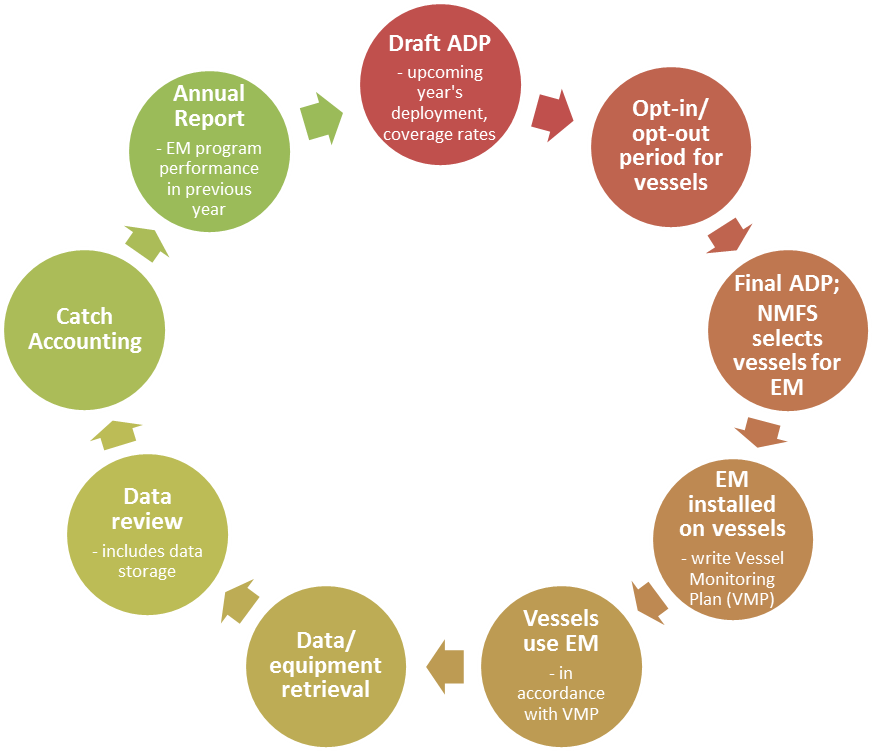 Draft ADP
- upcoming
year's
deployment,
coverage rates
Opt-in/
opt-out
period for
vessels
Final ADP;
NMFS
selects
vessels for
EM
EM
installed
on vessels
- write Vessel
Monitoring
Plan (VMP)
Vessels
use EM
- in
accordance
with VMP
Data/
equipment
retrieval
Data
review
- includes data
storage
Catch
Accounting
Annual
Report
- EM program
performance
in previous
year